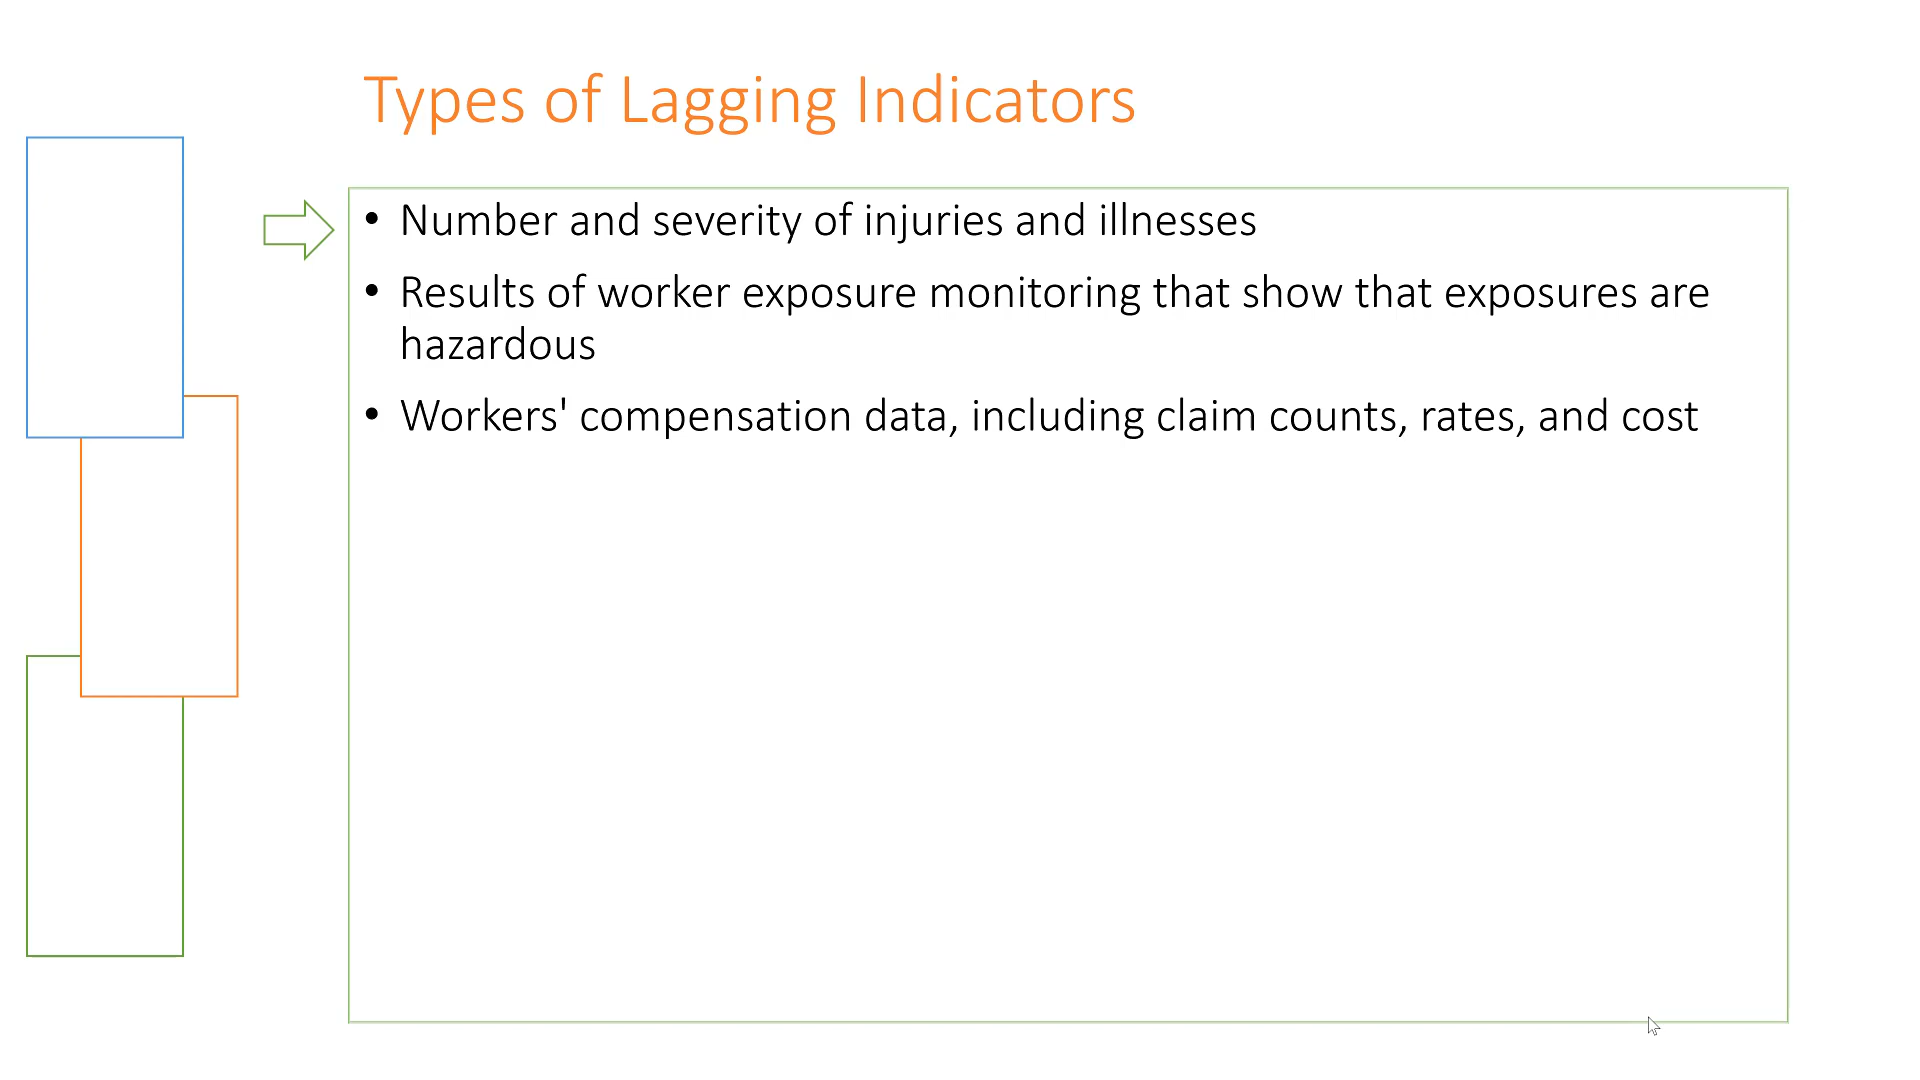 Types of Lagging Indicators
• Number and severity of injuries and illnesses
• Results of worker exposure monitoring that show that exposures are
hazardous
• Workers' compensation data, including claim counts, rates, and cost